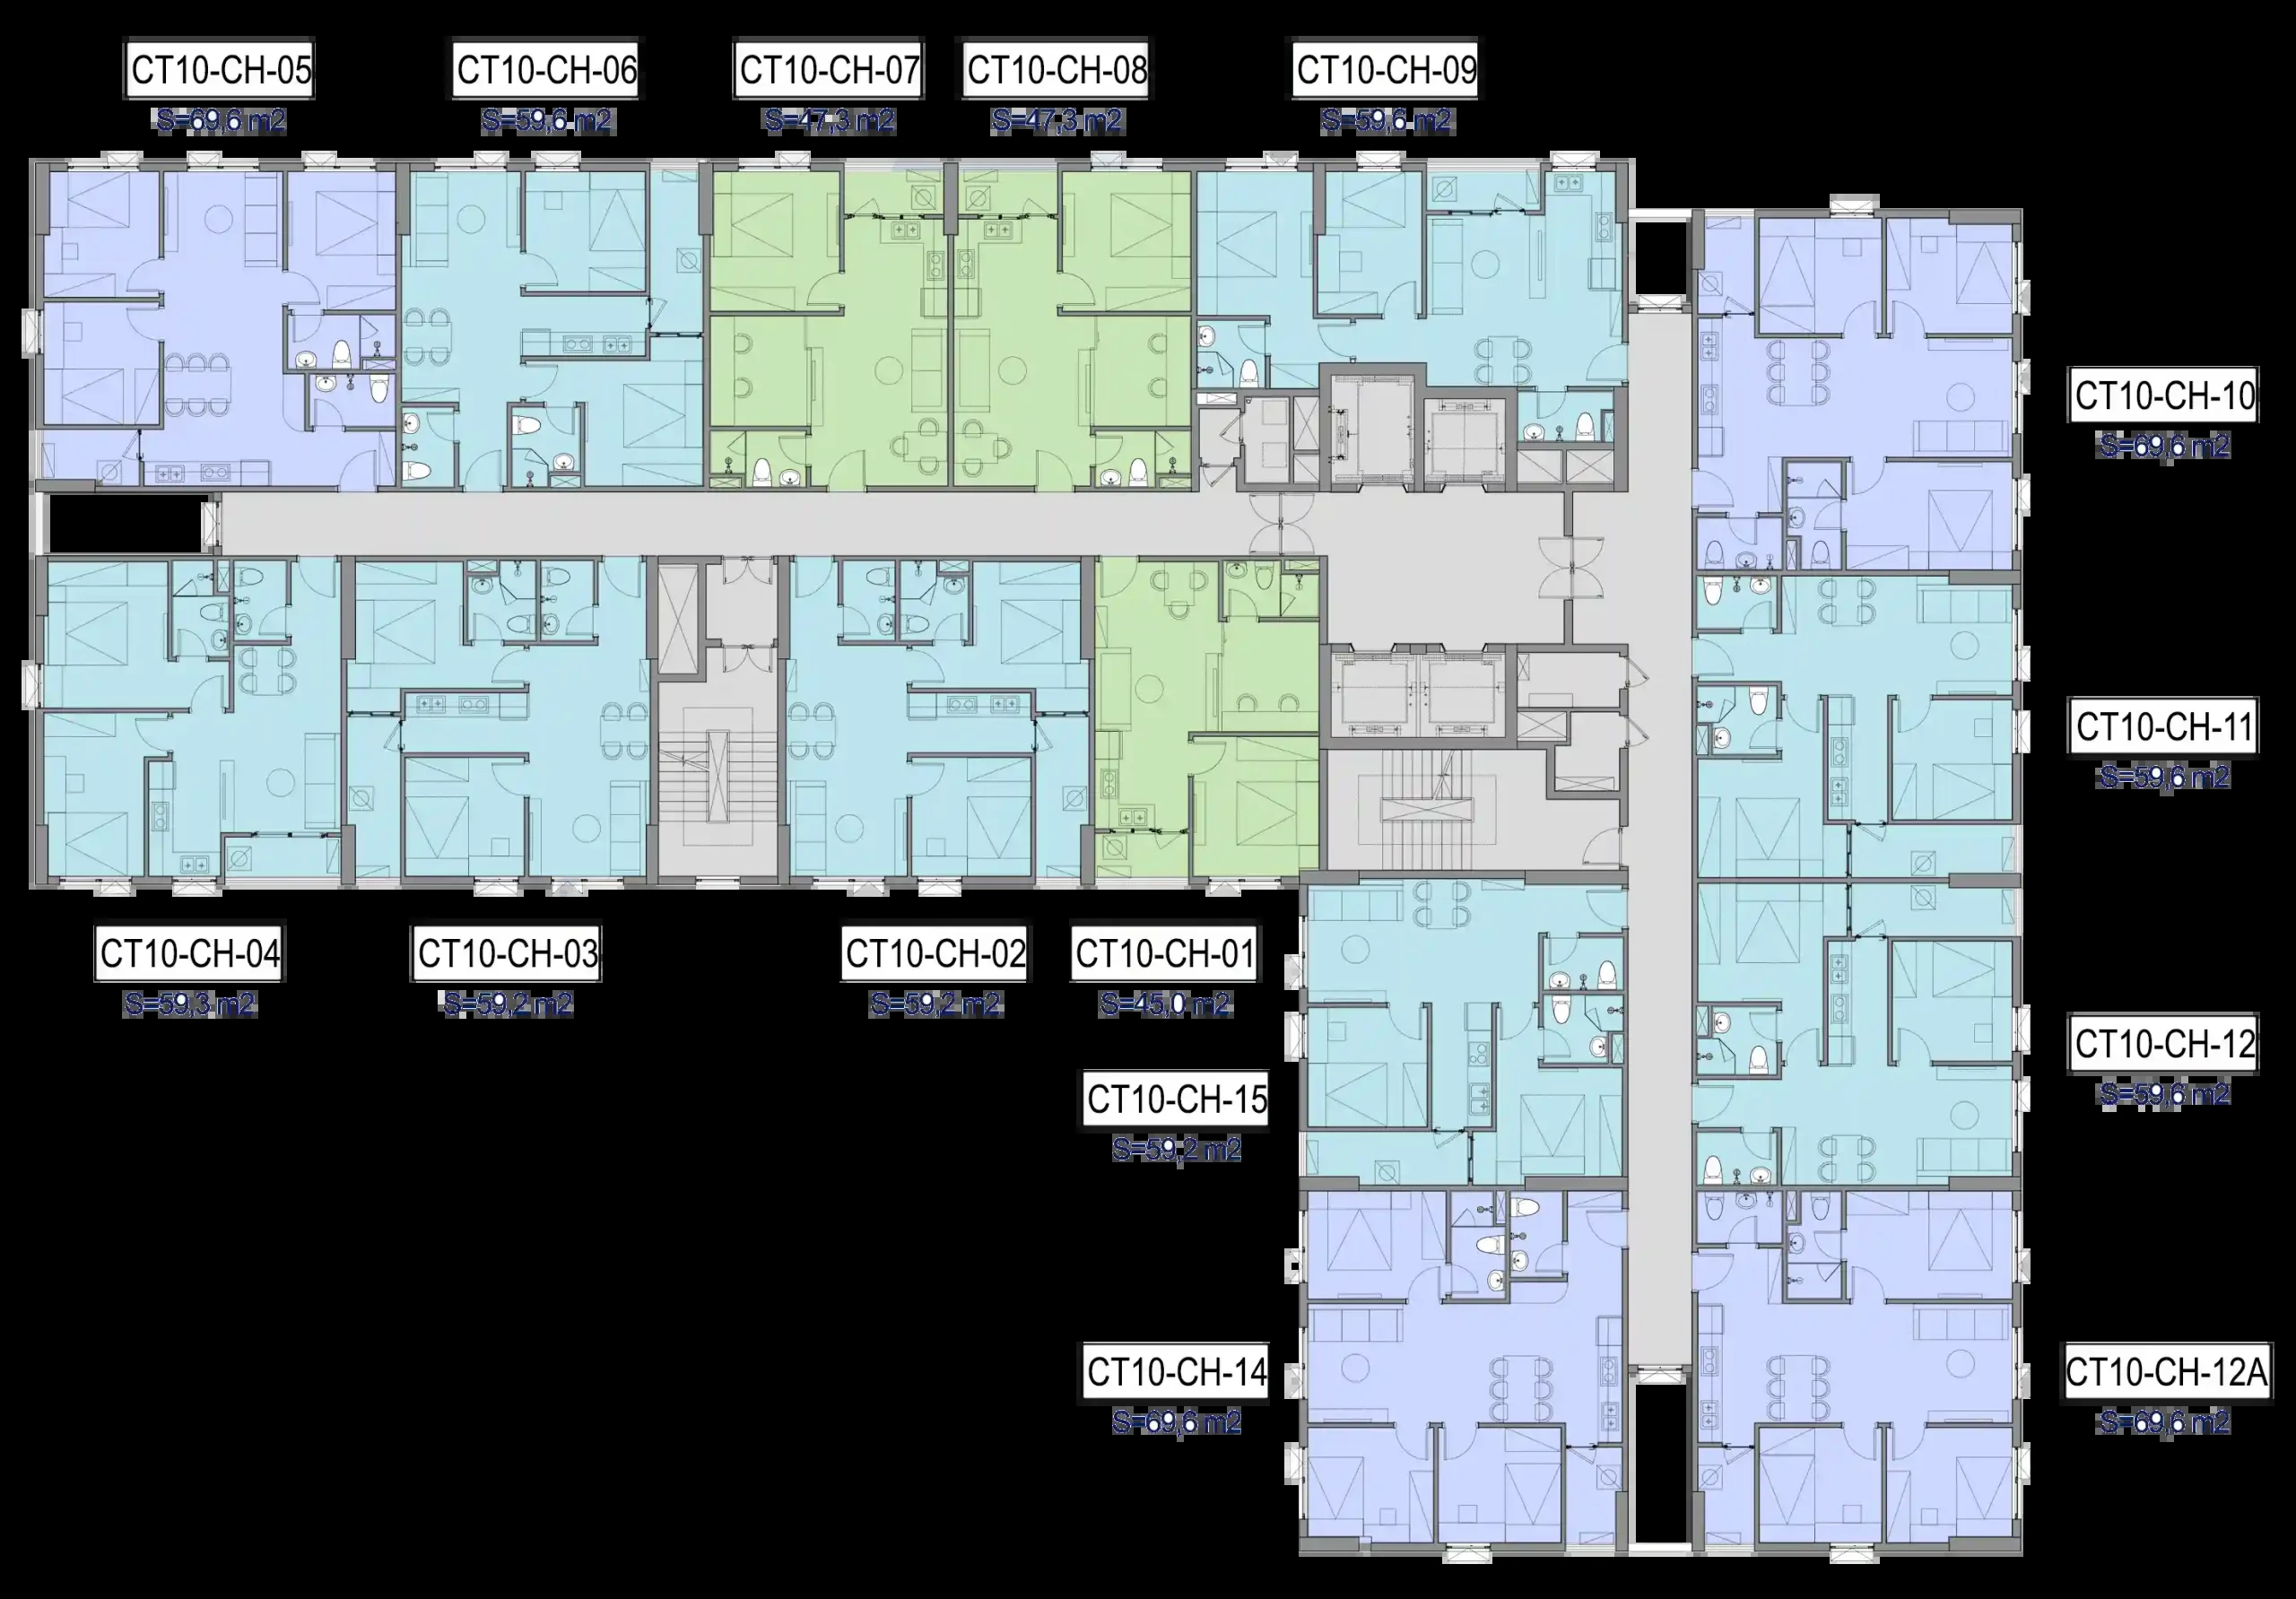 CT10-CH-05
S=69,6 m2
CT10-CH-06
S=59,6 m2
CT10-CH-07
S=47,3 m2
CT10-CH-08
S=47,3 m2
CT10-CH-09
S=59,6 m2
CT10-CH-10
S=69,6 m2
CT10-CH-11
S=59,6 m2
CT10-CH-04
S=59,3 m2
CT10-CH-03
S=59,2 m2
CT10-CH-02
S=59,2 m2
CT10-CH-01
S=45,0 m2
CT10-CH-12
S=59,6 m2
CT10-CH-15
S=59,2 m2
CT10-CH-14
S=69,6 m2
CT10-CH-12A
S=69,6 m2